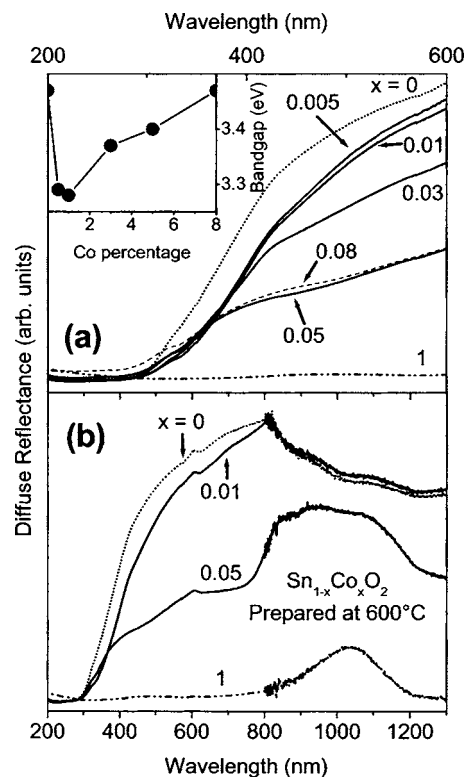 Wavelength (nm)
200 400 600
x = 0
0.005
0.01
0.03
0.08
0.05
1
3.4
3.3
Bandgap (eV)
2 4 6 8
Co percentage
(a)
Diffuse Reflectance (arb. units)
(b)
x = 0
0.01
0.05
Sn1-xCoxO2
Prepared at 600°C
1
200 400 600 800 1000 1200
Wavelength (nm)